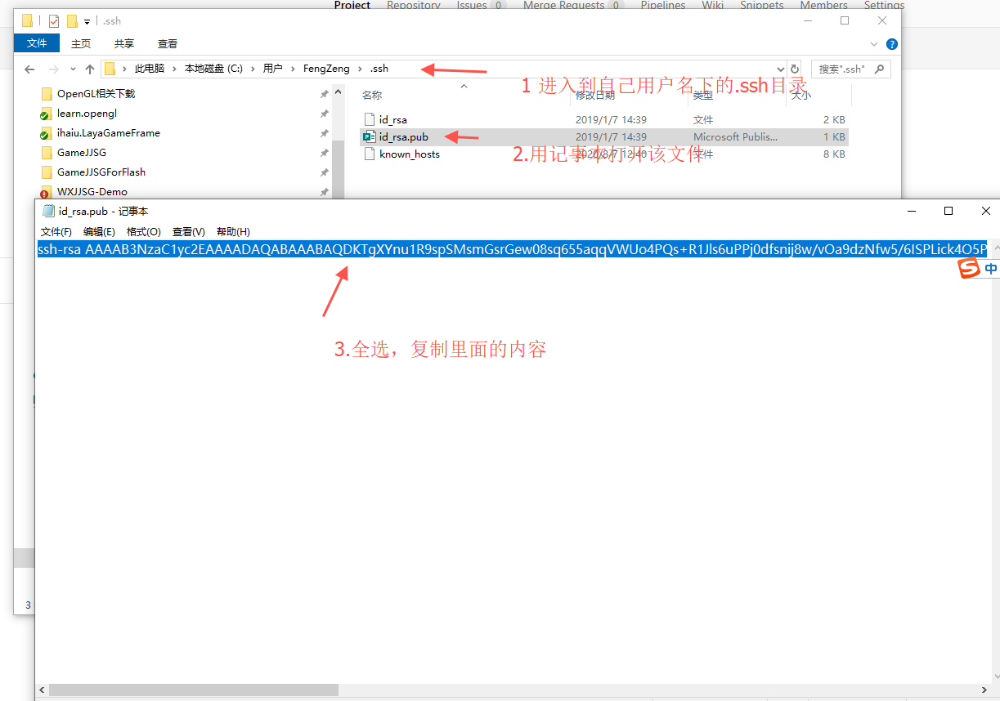 Project Repository Issues 0 Merge Requests 0 Pipelines Wiki Snippets Members Settings
.ssh
文件 主页 共享 查看
此电脑 本地磁盘 (C:) 用户 FengZeng .ssh 搜索".ssh"
1 进入到自己用户名下的.ssh目录
名称 修改日期 类型 大小
OpenGL相关下载
learn.opengl
ihaiu.LayaGameFrame
GameJJSG
GameJJSGForFlash
WXJJSG-Demo
id_rsa 2019/1/7 14:39 文件 2 KB
id_rsa.pub 2019/1/7 14:39 Microsoft Publis... 1 KB
known_hosts 2020/8/7 12:40 文件 8 KB
2.用记事本打开该文件
id_rsa.pub - 记事本
文件(F) 编辑(E) 格式(O) 查看(V) 帮助(H)
ssh-rsa AAAAB3NzaC1yc2EAAAADAQABAAABAQDKTgXYnu1R9spSMsmGsrGew08sq655aqqVWUo4PQs+R1Jls6uPPj0dfsnij8w/vOa9dzNfw5/6ISPLick4O5P
中
3.全选，复制里面的内容
3